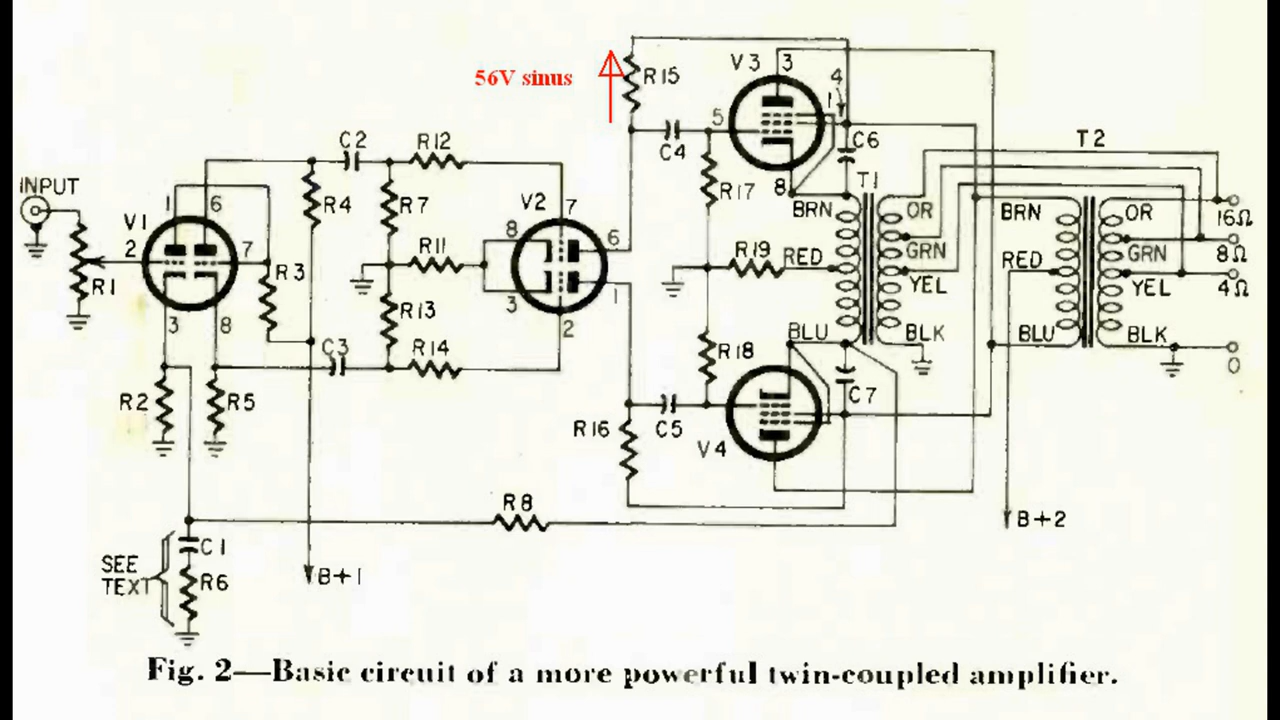 56V sinus
R15
V3
3
4
1
5
C4
C6
R17
8
T1
T2
C2
R12
INPUT
1
6
V1
2
7
R4
R7
V2
7
8
6
BRN
OR
BRN
OR
16Ω
R1
R3
R11
R19
RED
GRN
RED
GRN
8Ω
3
8
R13
3
1
YEL
YEL
4Ω
2
C3
R14
R18
BLU
BLK
BLU
BLK
0
R2
R5
C7
R16
C5
V4
R8
B+2
SEE
TEXT
C1
R6
B+1
Fig. 2—Basic circuit of a more powerful twin-coupled amplifier.